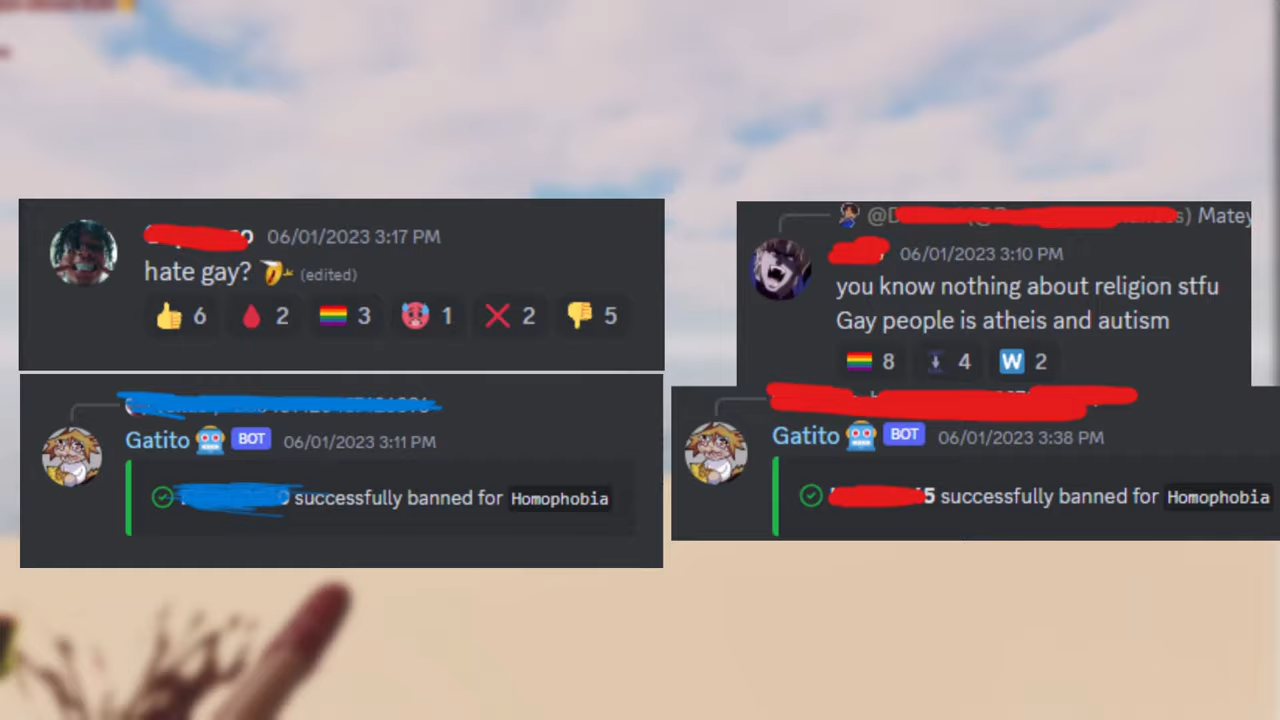 06/01/2023 3:17 PM
hate gay? (edited)
6 2 3 1 2 5
Gatito BOT 06/01/2023 3:11 PM
successfully banned for Homophobia
Matey
06/01/2023 3:10 PM
you know nothing about religion stfu
Gay people is atheis and autism
8 4 W 2
Gatito BOT 06/01/2023 3:38 PM
5 successfully banned for Homophobia